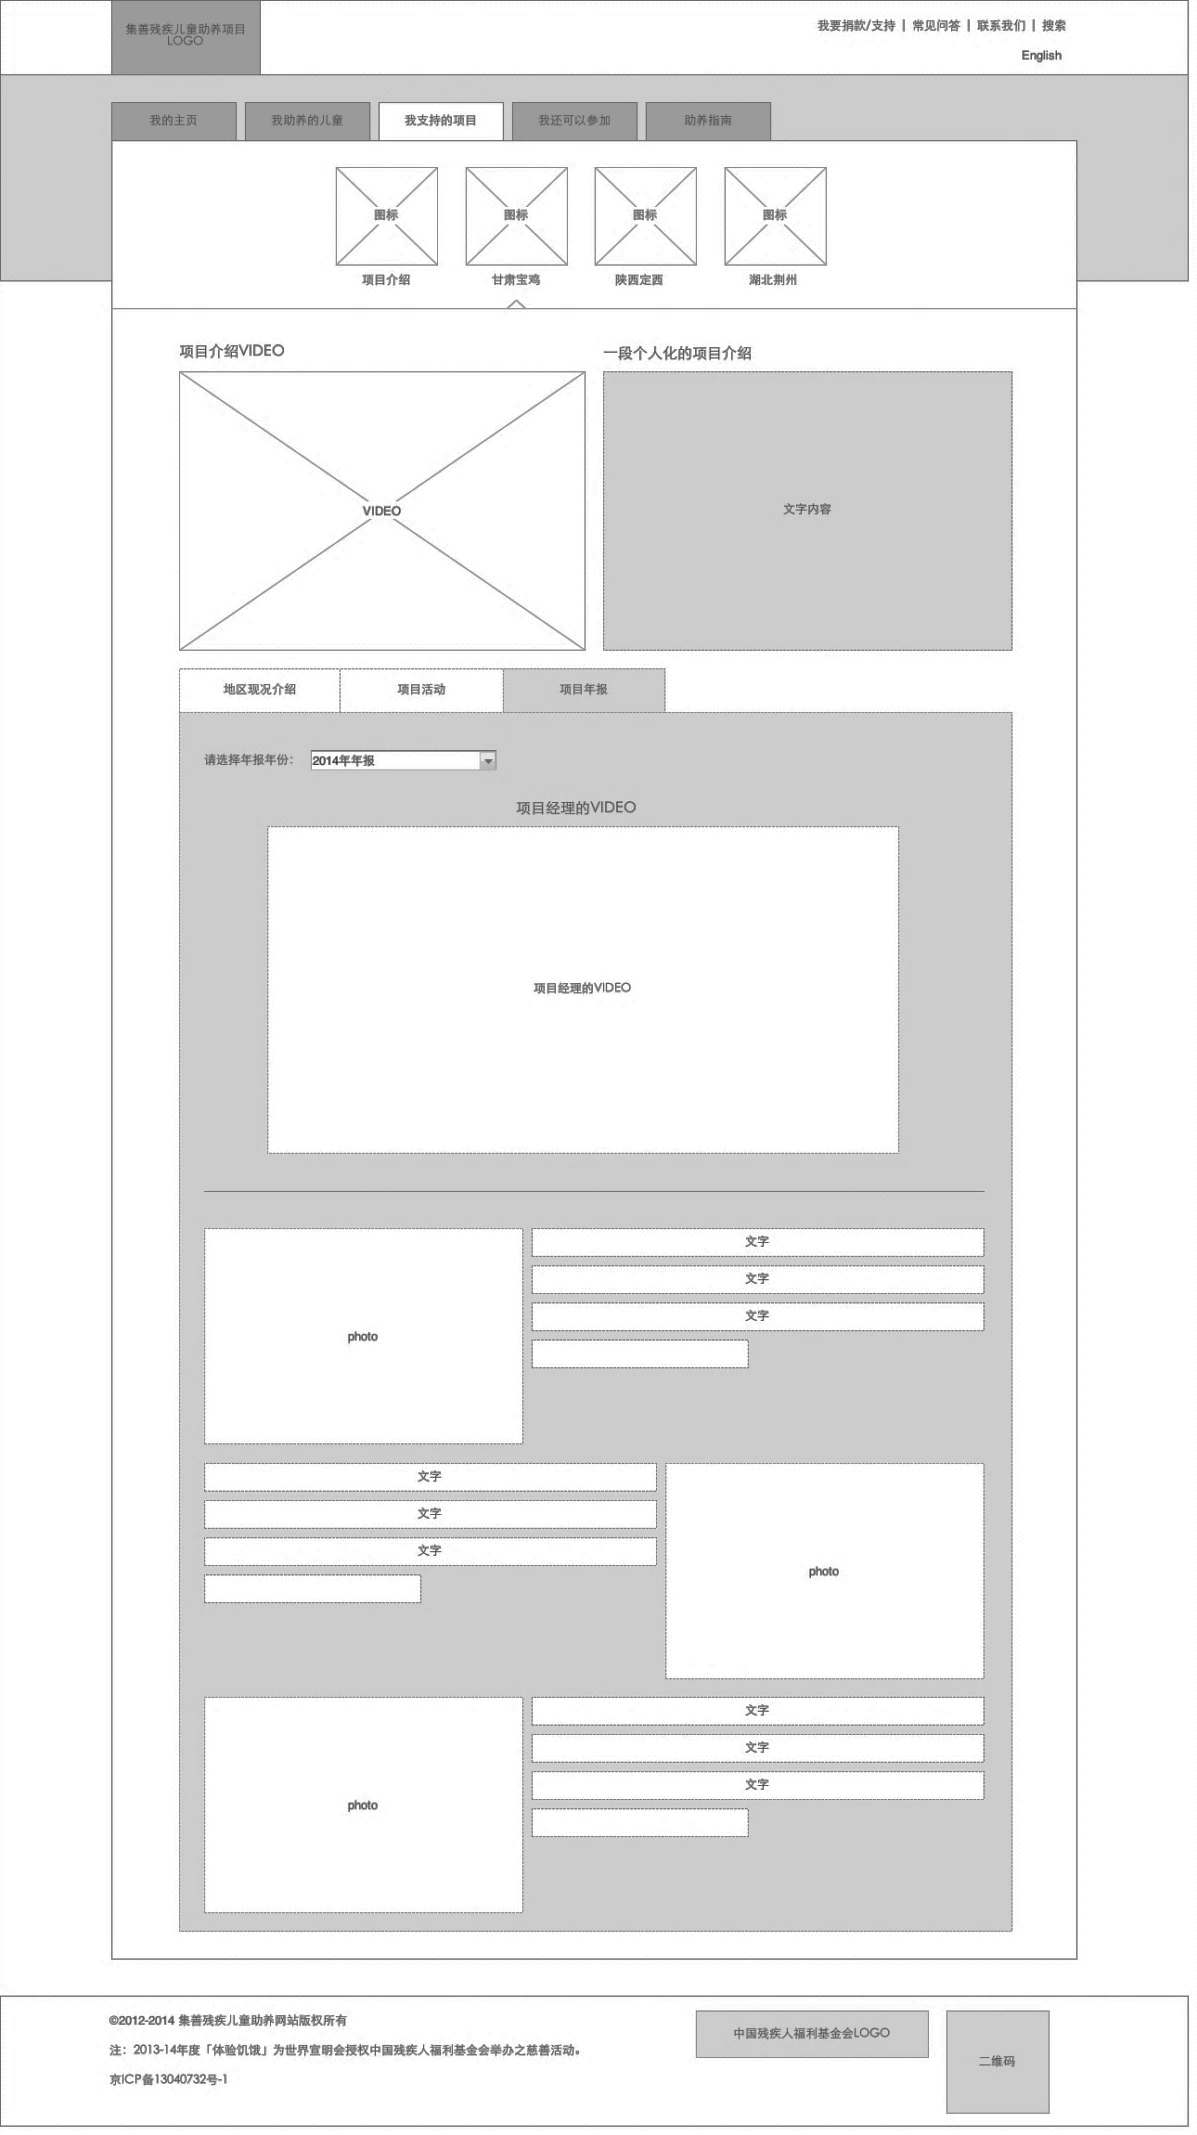 集善残疾儿童助养项目
LOGO
我要捐款/支持 | 常见问答 | 联系我们 | 搜索
English
我的主页
我助养的儿童
我支持的项目
我还可以参加
助养指南
图标
图标
图标
图标
项目介绍
甘肃宝鸡
陕西定西
湖北荆州
项目介绍VIDEO
一段个人化的项目介绍
VIDEO
文字内容
地区现况介绍
项目活动
项目年报
请选择年报年份：
2014年年报
项目经理的VIDEO
项目经理的VIDEO
photo
文字
文字
文字
文字
文字
文字
photo
photo
文字
文字
文字
©2012-2014 集善残疾儿童助养网站版权所有
注：2013-14年度「体验饥饿」为世界宣明会授权中国残疾人福利基金会举办之慈善活动。
京ICP备13040732号-1
中国残疾人福利基金会LOGO
二维码